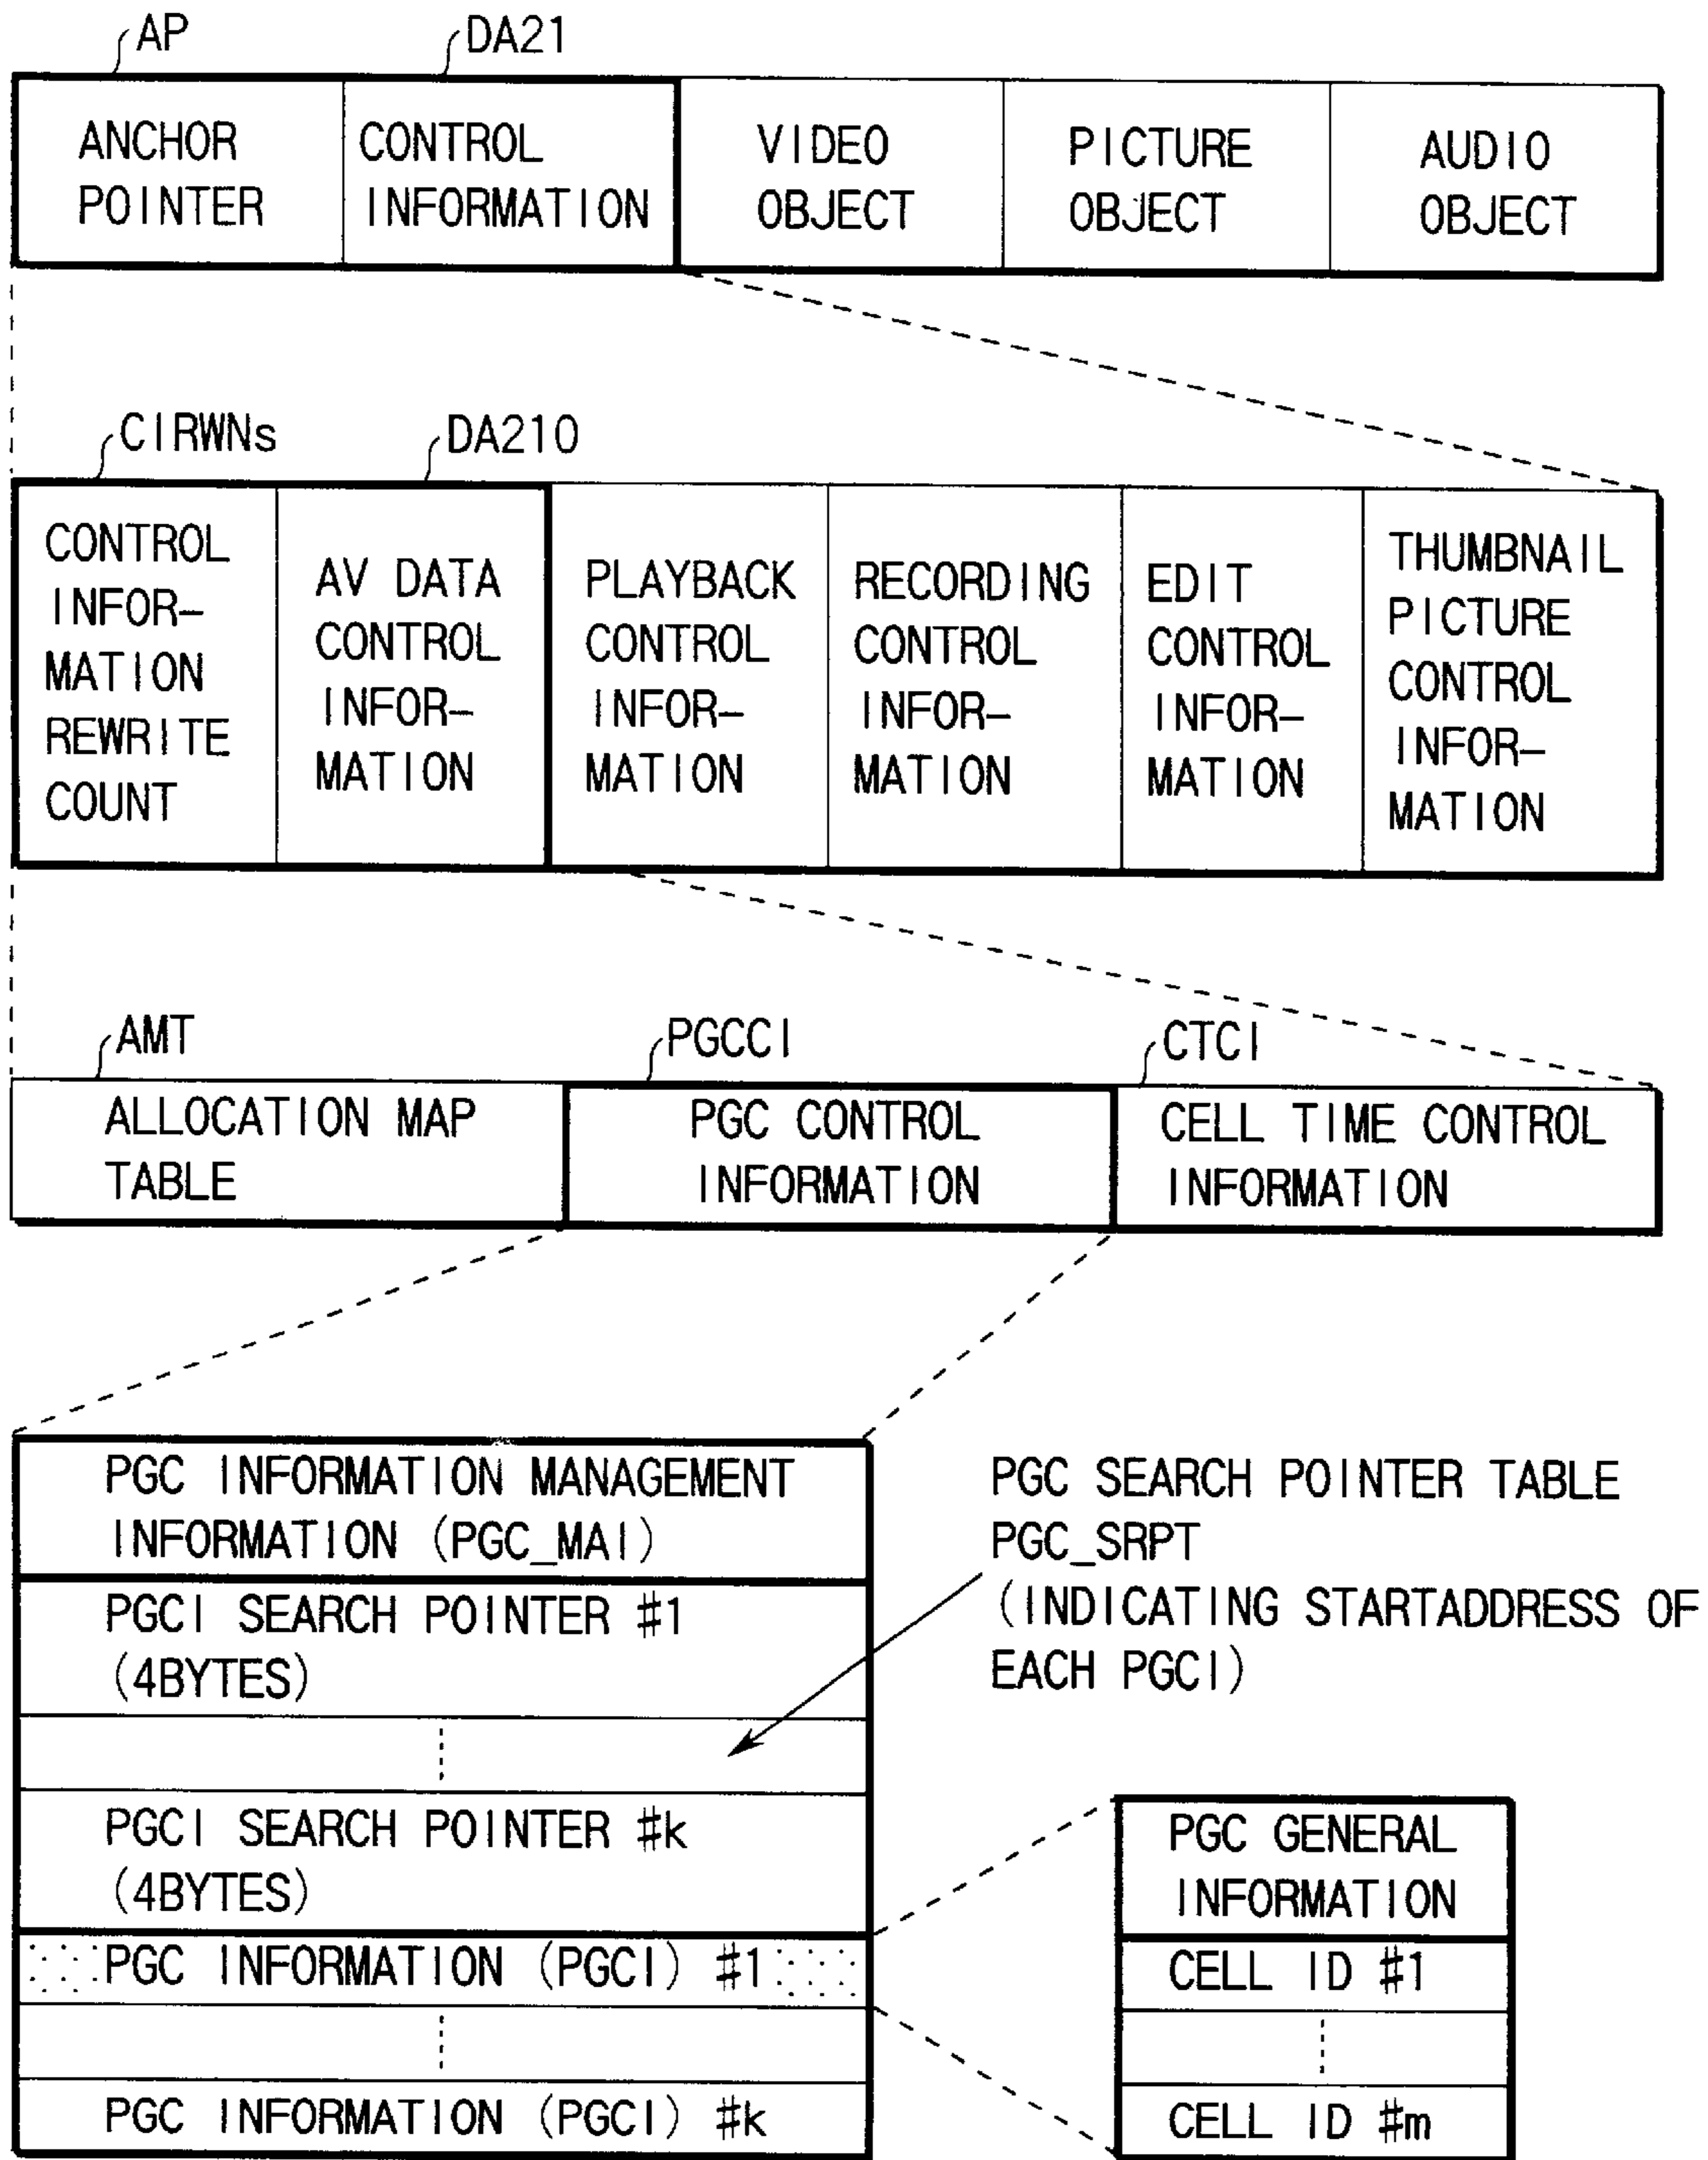 AP
DA21
ANCHOR
POINTER
CONTROL
INFORMATION
VIDEO
OBJECT
PICTURE
OBJECT
AUDIO
OBJECT
CIRWNs
DA210
CONTROL
INFOR-
MATION
REWRITE
COUNT
AV DATA
CONTROL
INFOR-
MATION
PLAYBACK
CONTROL
INFOR-
MATION
RECORDING
CONTROL
INFOR-
MATION
EDIT
CONTROL
INFOR-
MATION
THUMBNAIL
PICTURE
CONTROL
INFOR-
MATION
AMT
PGCCI
CTCI
ALLOCATION MAP
TABLE
PGC CONTROL
INFORMATION
CELL TIME CONTROL
INFORMATION
PGC INFORMATION MANAGEMENT
INFORMATION (PGC_MAI)
PGCI SEARCH POINTER #1
(4BYTES)
PGCI SEARCH POINTER #k
(4BYTES)
PGC INFORMATION (PGCI) #1
PGC INFORMATION (PGCI) #k
PGC SEARCH POINTER TABLE
PGC_SRPT
(INDICATING STARTADDRESS OF
EACH PGCI)
PGC GENERAL
INFORMATION
CELL ID #1
CELL ID #m